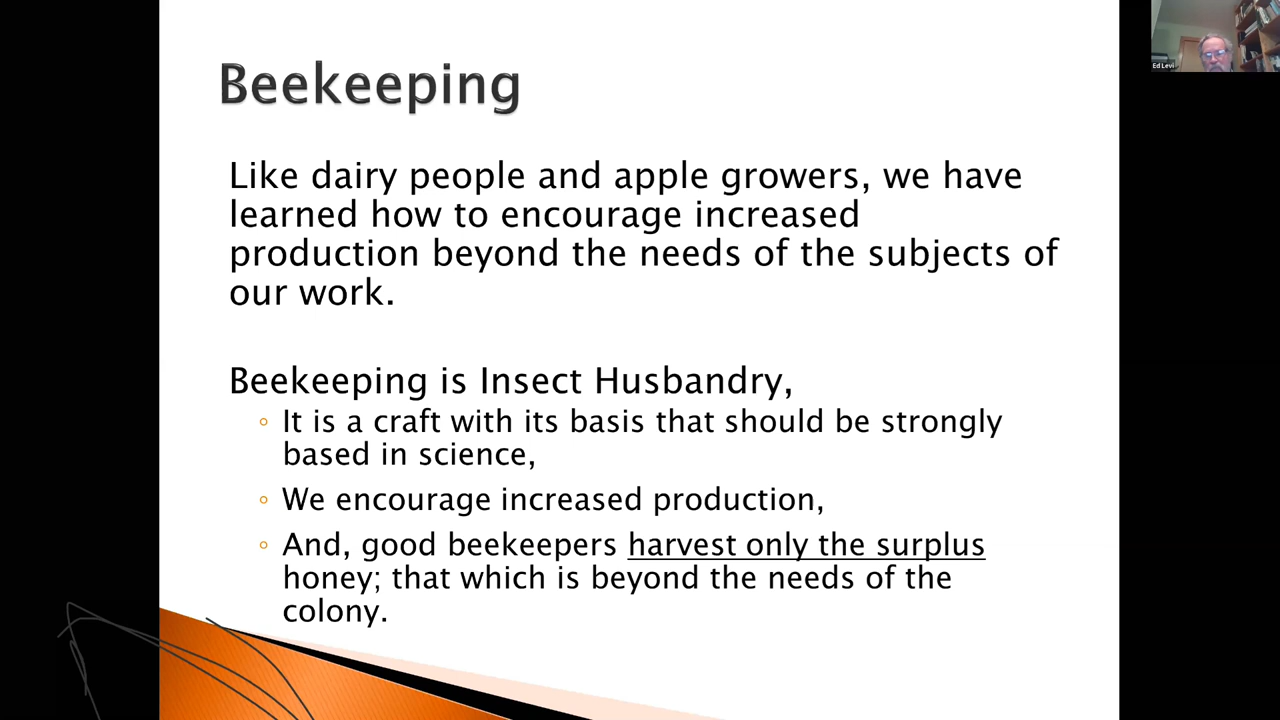 Beekeeping
Ed Levi
Like dairy people and apple growers, we have
learned how to encourage increased
production beyond the needs of the subjects of
our work.
Beekeeping is Insect Husbandry,
It is a craft with its basis that should be strongly
based in science,
We encourage increased production,
And, good beekeepers harvest only the surplus
honey; that which is beyond the needs of the
colony.